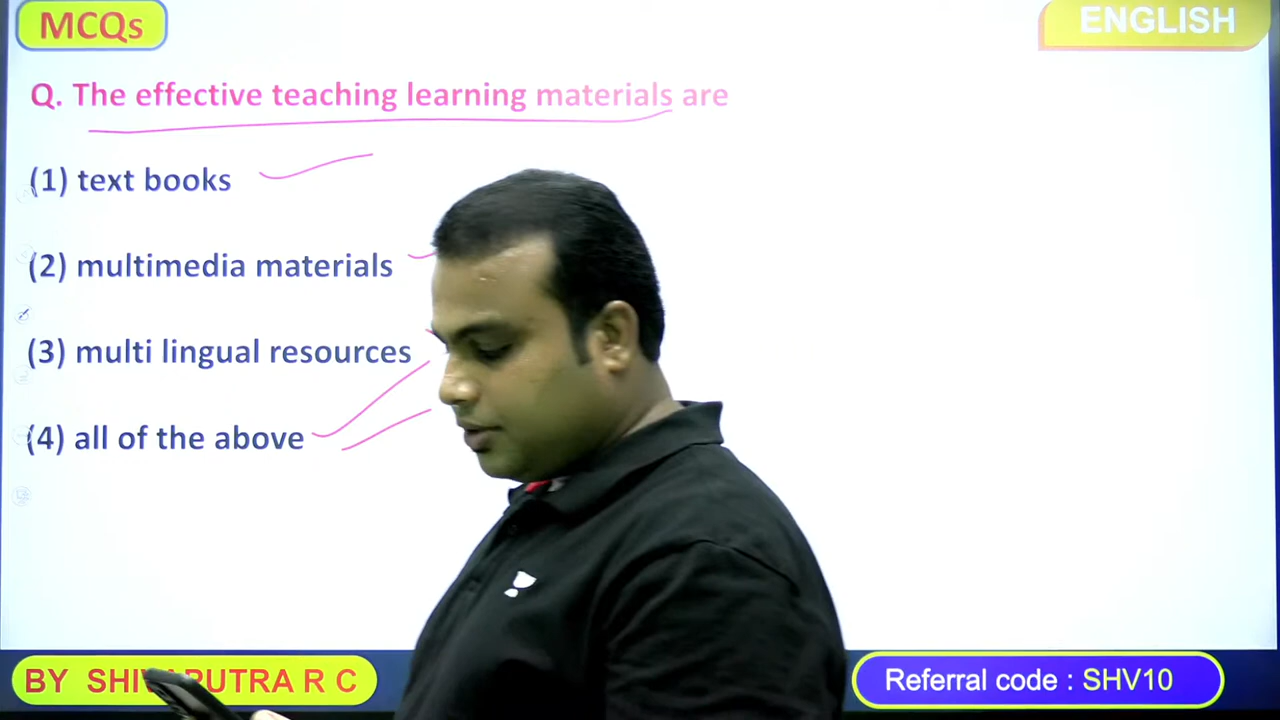 MCQs
ENGLISH
Q. The effective teaching learning materials are
(1) text books
(2) multimedia materials
(3) multi lingual resources
(4) all of the above
BY SHIVAPUTRA R C
Referral code : SHV10